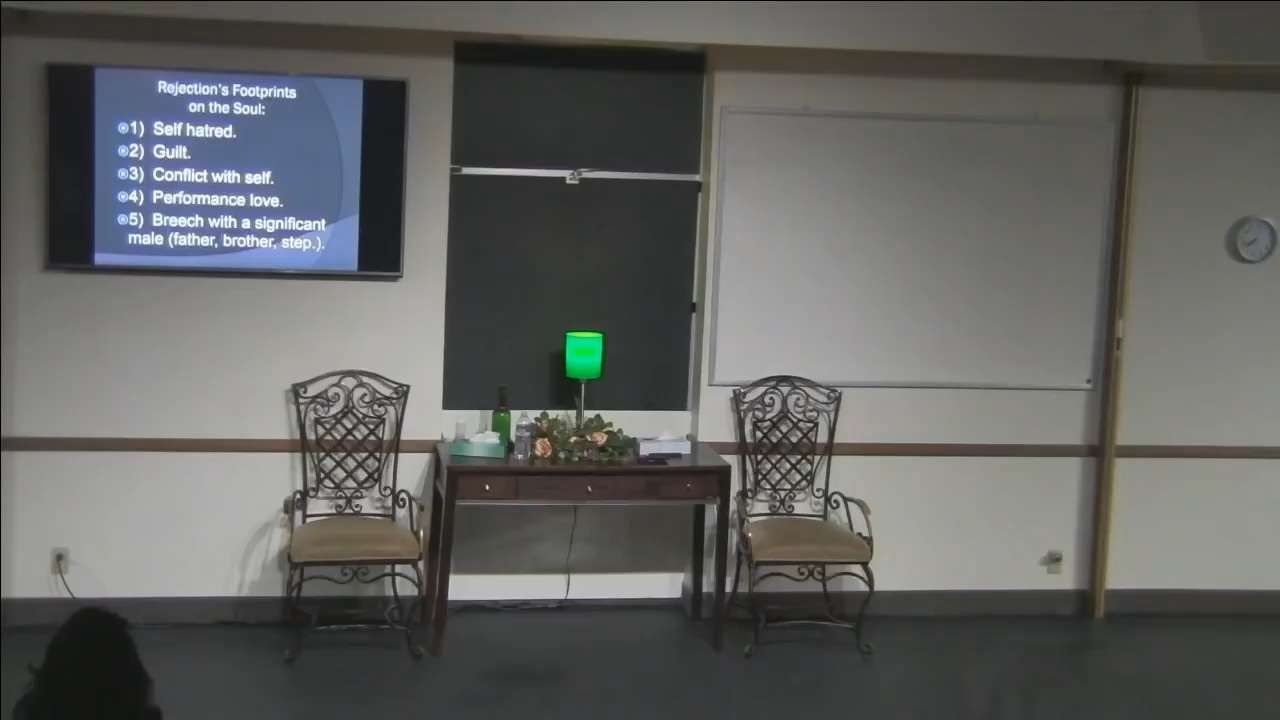 Rejection's Footprints
on the Soul:
1) Self hatred.
2) Guilt.
3) Conflict with self.
4) Performance love.
5) Breech with a significant
male (father, brother, step.).